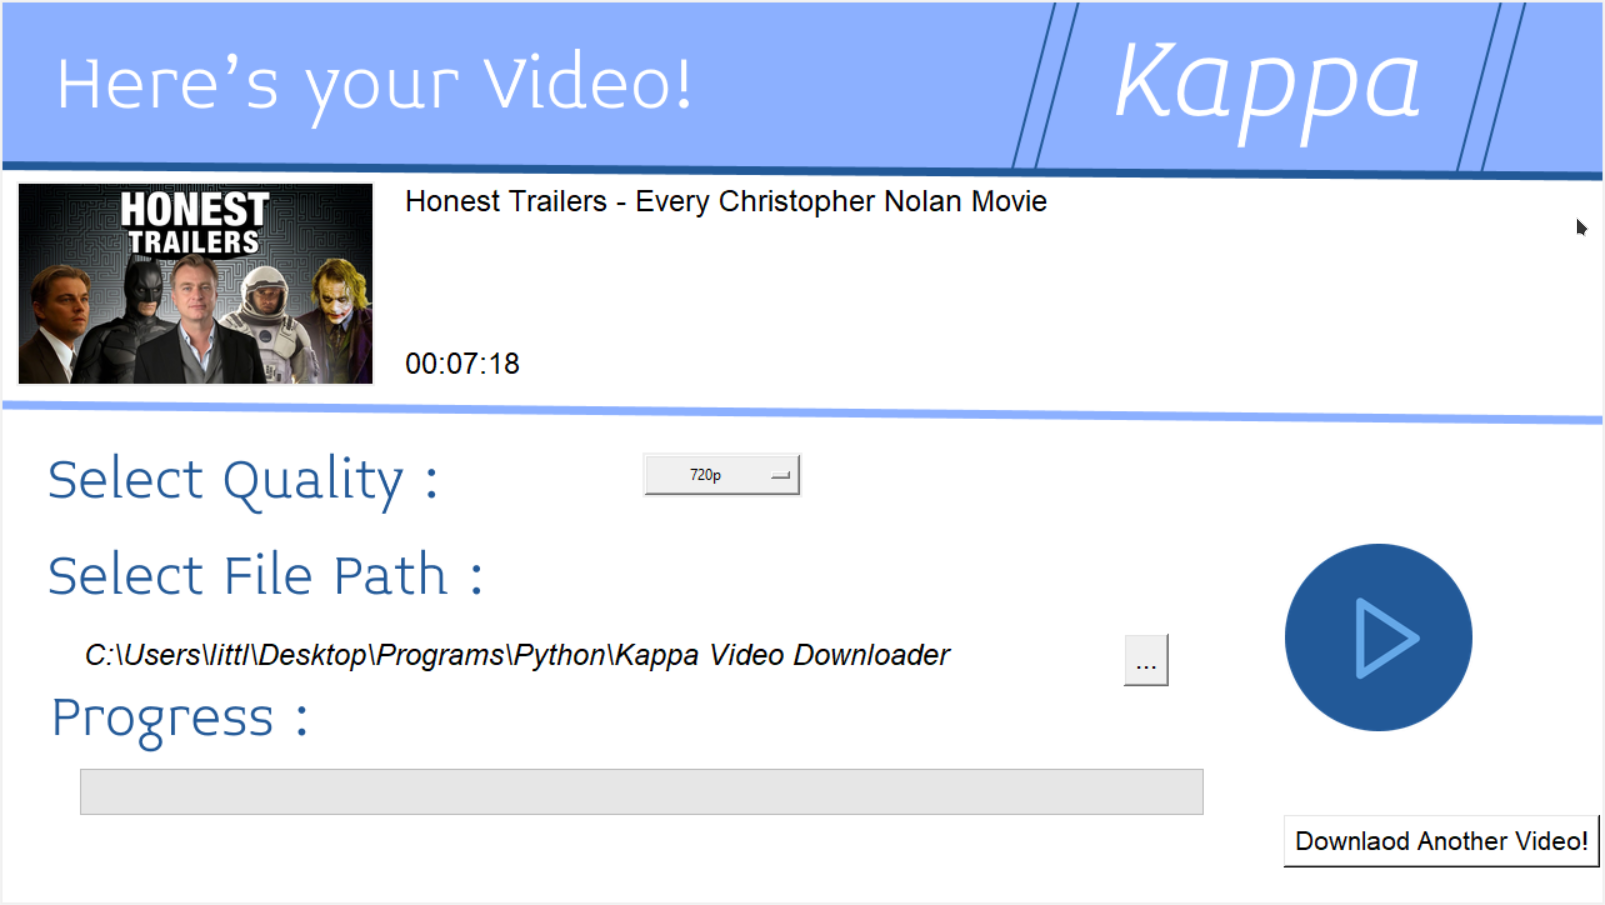 Here’s your Video!
Kappa
HONEST
TRAILERS
Honest Trailers - Every Christopher Nolan Movie
00:07:18
Select Quality :
720p
Select File Path :
C:\Users\littl\Desktop\Programs\Python\Kappa Video Downloader
...
Progress :
Downlaod Another Video!